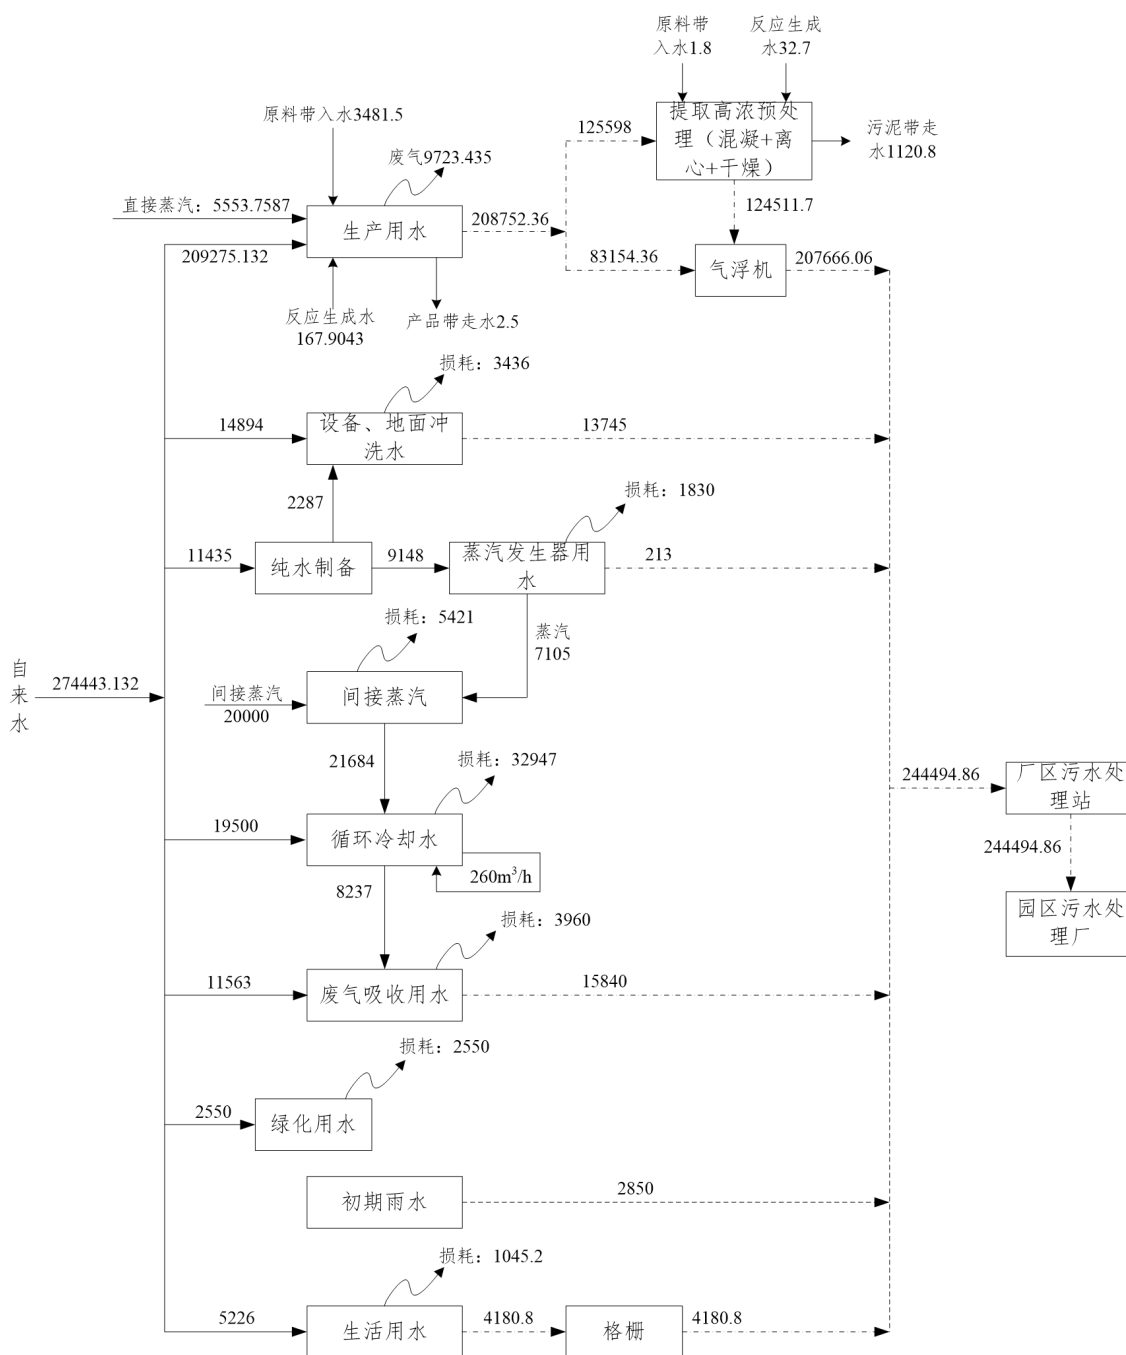 原料带
入水1.8
反应生成
水32.7
原料带入水3481.5
125598
提取高浓预处
理（混凝+离
心+干燥）
污泥带走
水1120.8
废气9723.435
直接蒸汽：5553.7587
生产用水
208752.36
124511.7
209275.132
83154.36
气浮机
207666.06
反应生成水
167.9043
产品带走水2.5
损耗：3436
14894
设备、地面冲
洗水
13745
2287
损耗：1830
11435
纯水制备
9148
蒸汽发生器用
水
213
损耗：5421
蒸汽
7105
自
来
水
274443.132
间接蒸汽
20000
间接蒸汽
21684
损耗：32947
19500
循环冷却水
260m³/h
8237
244494.86
厂区污水处
理站
244494.86
园区污水处
理厂
损耗：3960
11563
废气吸收用水
15840
损耗：2550
2550
绿化用水
初期雨水
2850
损耗：1045.2
5226
生活用水
4180.8
格栅
4180.8